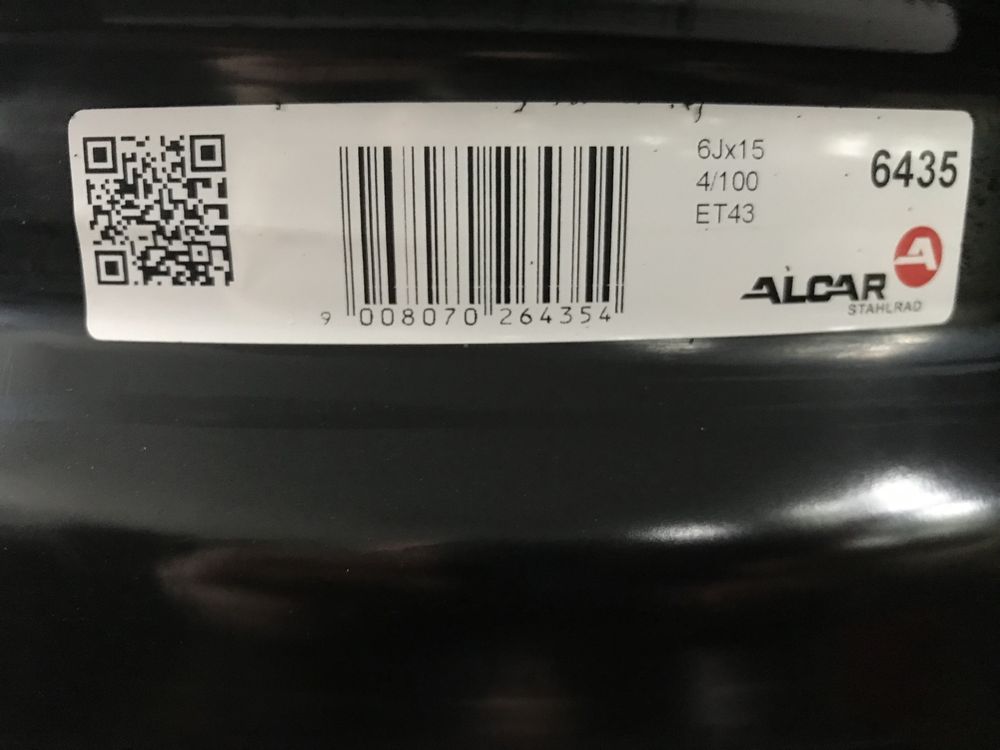 9 008070 264354
6Jx15
4/100
ET43
6435
ALCAR
STAHLRAD